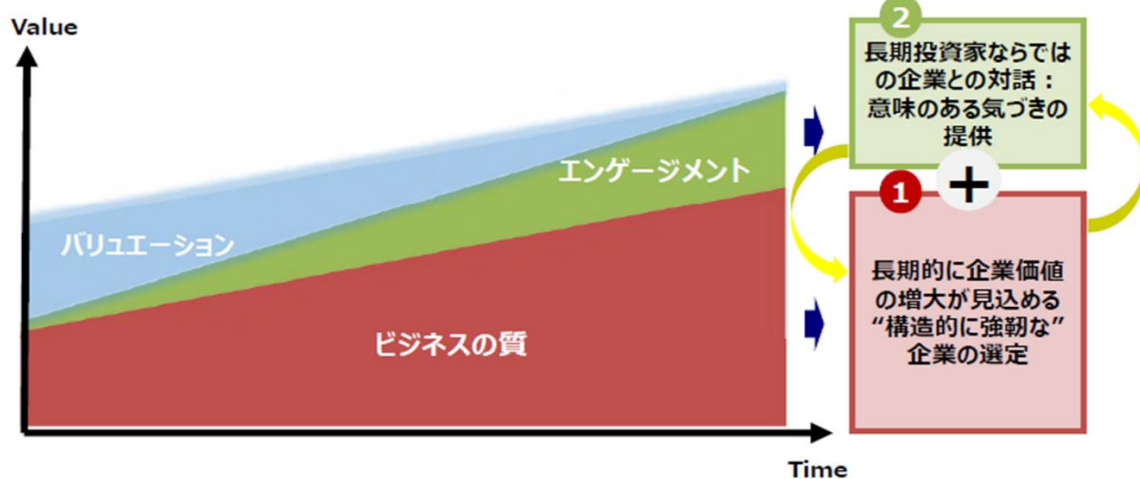 Value
バリュエーション
エンゲージメント
ビジネスの質
Time
2
長期投資家ならでは
の企業との対話：
意味のある気づきの
提供
+
1
長期的に企業価値
の増大が見込める
“構造的に強靭な”
企業の選定